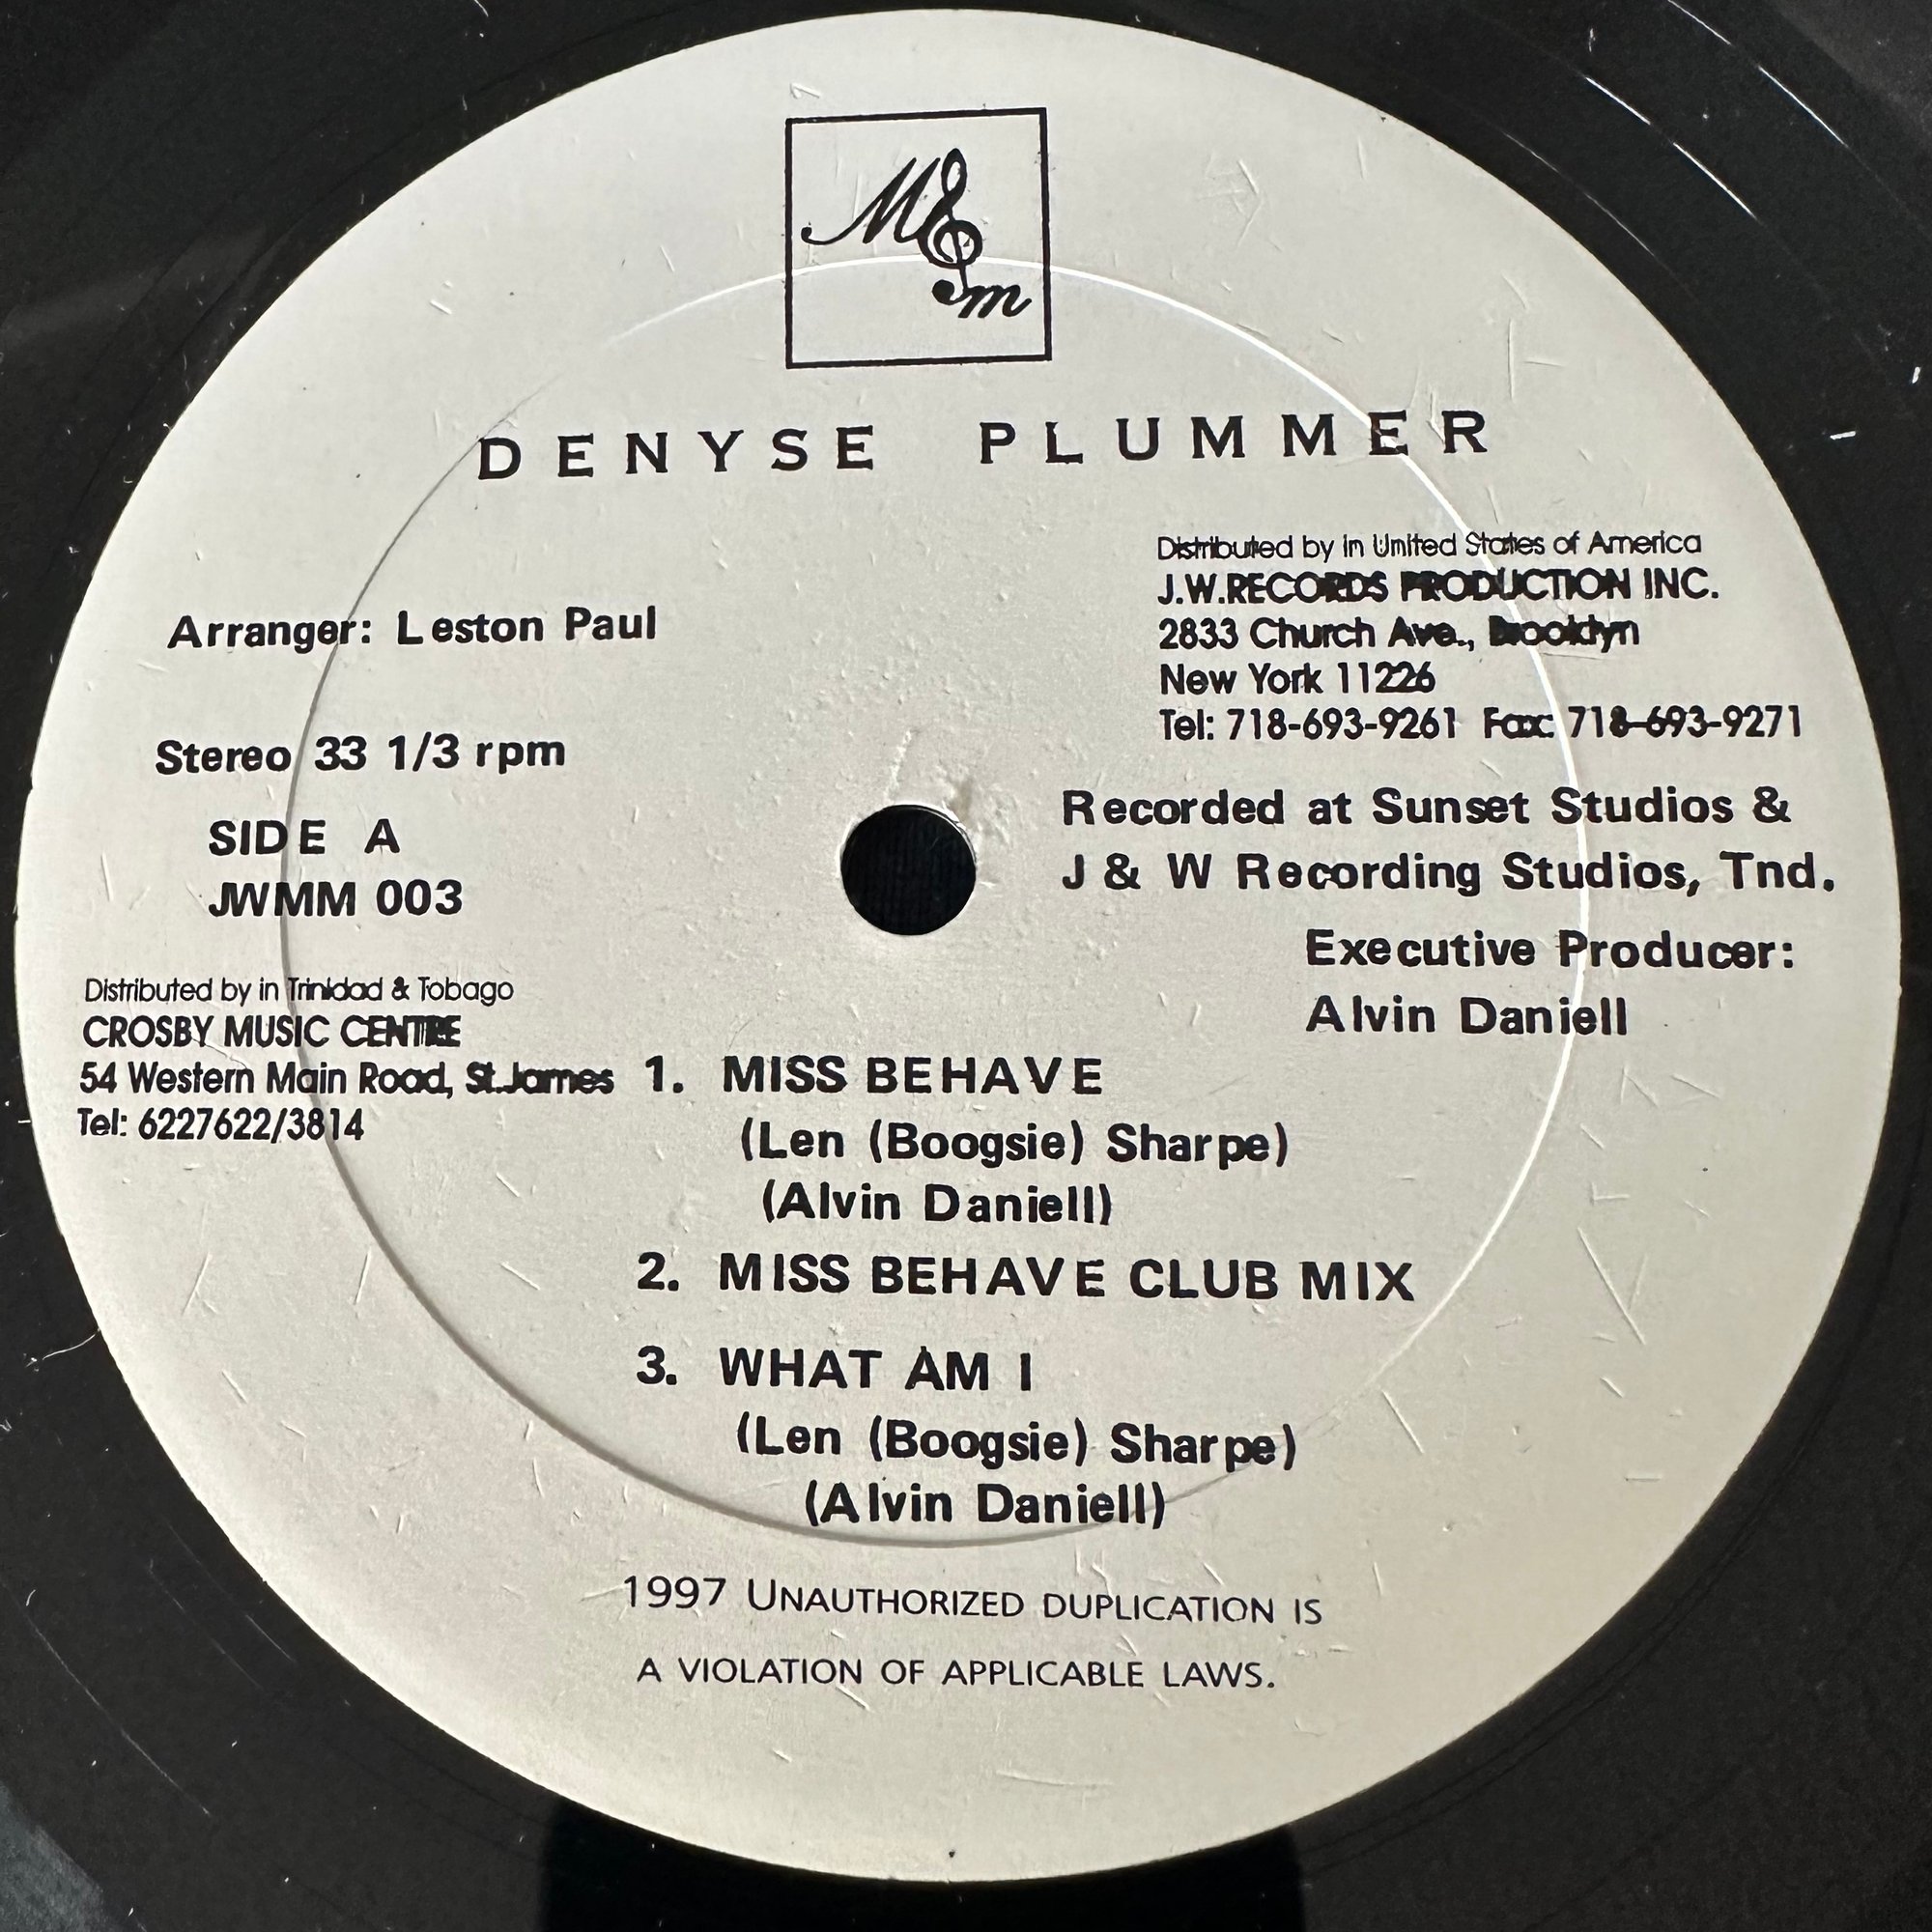 M m
DENYSE PLUMMER
Distributed by in United States of America
J.W.RECORDS PRODUCTION INC.
2833 Church Ave., Brooklyn
New York 11226
Tel: 718-693-9261 Fax: 718-693-9271
Arranger: Leston Paul
Stereo 33 1/3 rpm
SIDE A
JWMM 003
Recorded at Sunset Studios &
J & W Recording Studios, Tnd.
Executive Producer:
Alvin Daniell
Distributed by in Trinidad & Tobago
CROSBY MUSIC CENTRE
54 Western Main Road, St.James
Tel: 6227622/3814
1. MISS BEHAVE
(Len (Boogsie) Sharpe)
(Alvin Daniell)
2. MISS BEHAVE CLUB MIX
3. WHAT AM I
(Len (Boogsie) Sharpe)
(Alvin Daniell)
1997 UNAUTHORIZED DUPLICATION IS
A VIOLATION OF APPLICABLE LAWS.